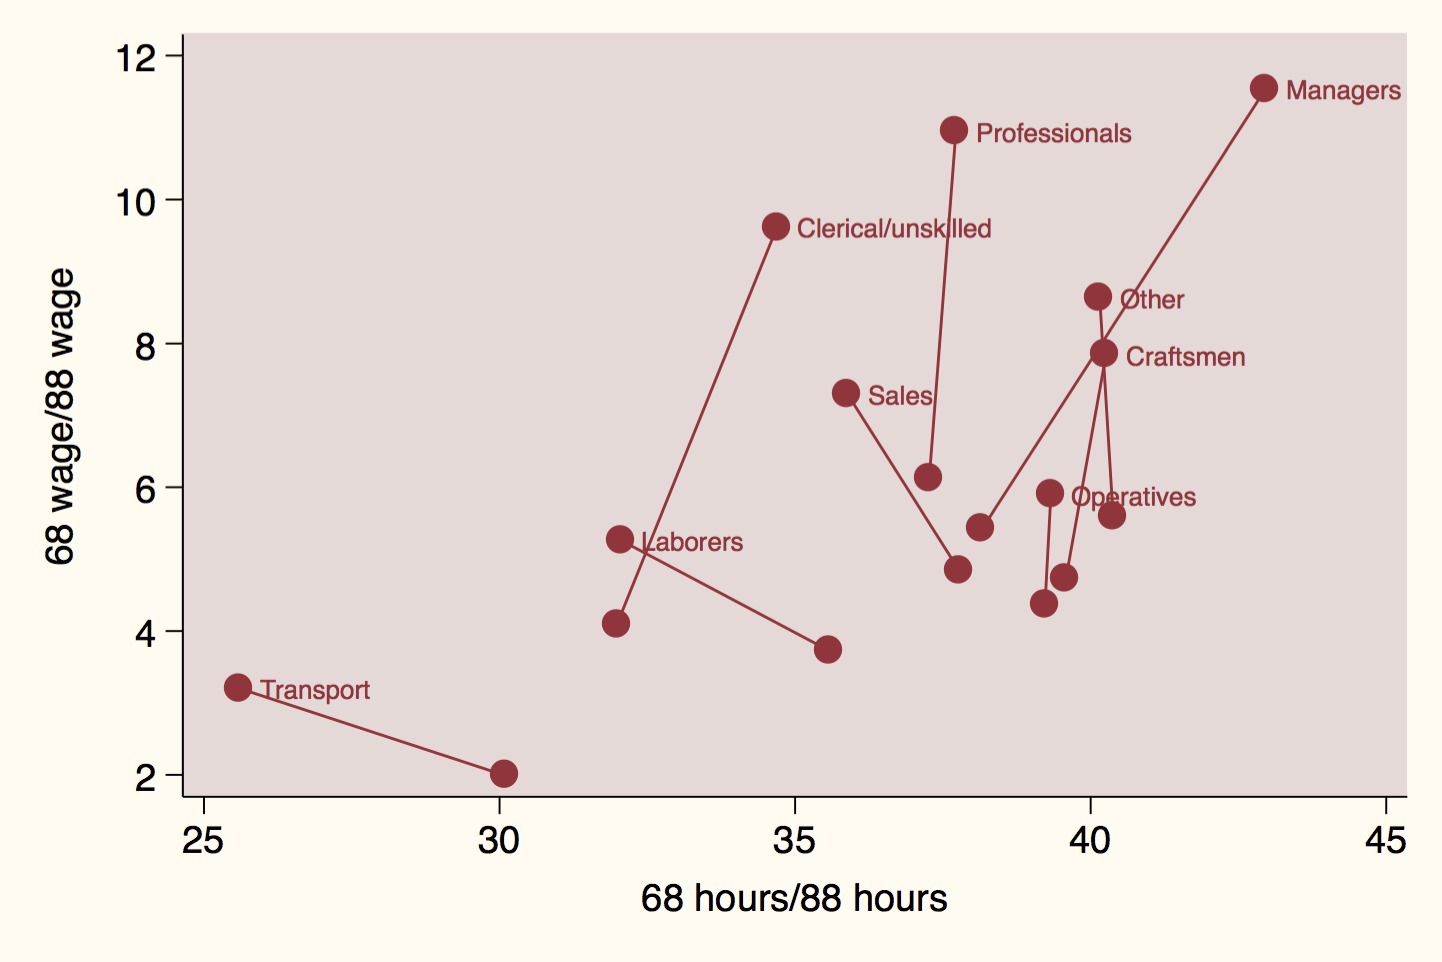 12
Managers
Professionals
10
Clerical/unskilled
Other
8
Craftsmen
Sales
68 wage/88 wage
6
Operatives
Laborers
4
Transport
2
25 30 35 40 45
68 hours/88 hours